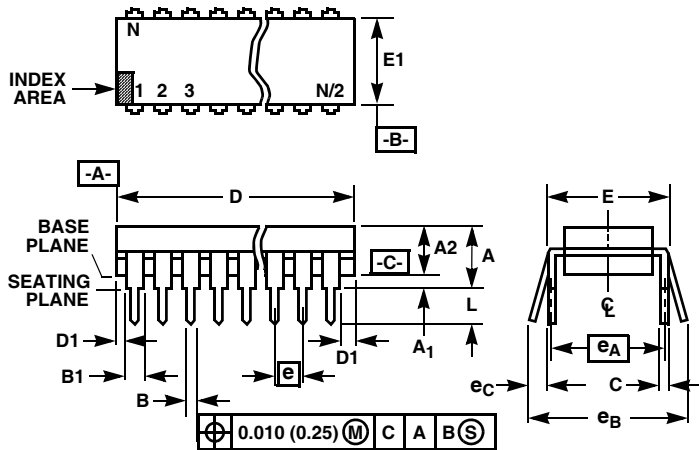 N
E1
INDEX
AREA
1 2 3 N/2
-B-
-A-
D
E
BASE
PLANE
A2
A
-C-
SEATING
PLANE
L
C
L
D1
A1
D1
eA
B1
e
eC
C
B
eB
0.010 (0.25) M C A B S